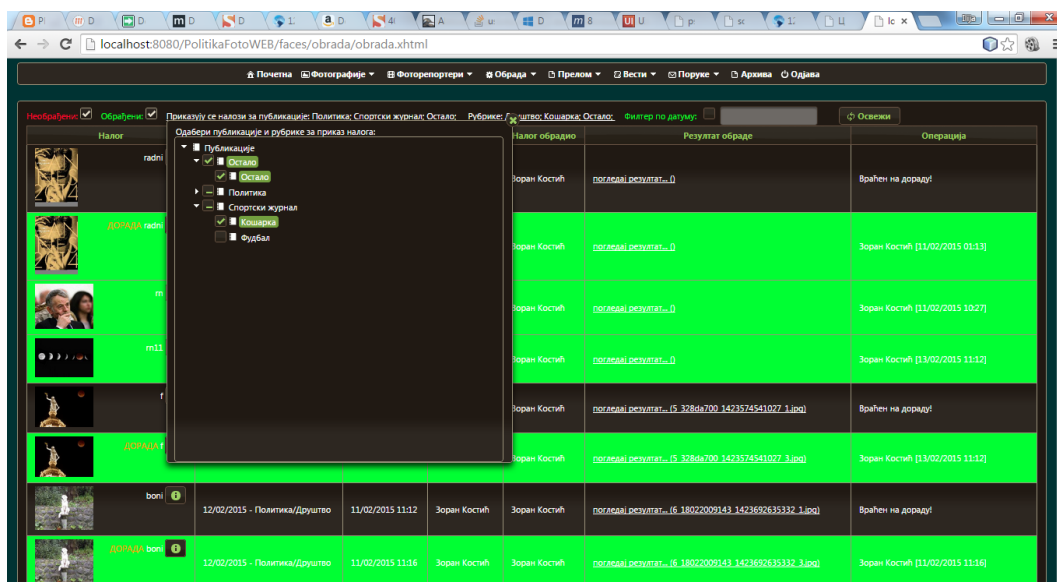 localhost:8080/PolitikaFotoWEB/faces/obrada/obrada.xhtml
Почетна Фотографије Фоторепортери Обрада Прелом Вести Поруке Архива Одјава
Необрађени: Обрађени: Приказују се налози за публикације: Политика; Спортски журнал; Остало; Рубрике: Кошарка; Остало; Филтер по датуму: Освежи
Налог Налог обрадио Резултат обраде Операција
Одабери публикације и рубрике за приказ налога:
Публикације
Остало
Остало
Политика
Спортски журнал
Кошарка
Фудбал
radni Зоран Костић погледај резултат... () Враћен на дораду!
ДОРАДА radni Зоран Костић погледај резултат... () Зоран Костић [11/02/2015 01:13]
m Зоран Костић погледај резултат... () Зоран Костић [11/02/2015 10:27]
m11 Зоран Костић погледај резултат... () Зоран Костић [13/02/2015 11:12]
f Зоран Костић погледај резултат... (5_328da700_1423574541027_1.jpg) Враћен на дораду!
ДОРАДА f Зоран Костић погледај резултат... (5_328da700_1423574541027_3.jpg) Зоран Костић [13/02/2015 11:12]
boni 12/02/2015 - Политика/Друштво 11/02/2015 11:12 Зоран Костић Зоран Костић погледај резултат... (6_18022009143_1423692635332_1.jpg) Враћен на дораду!
ДОРАДА boni 12/02/2015 - Политика/Друштво 11/02/2015 11:16 Зоран Костић Зоран Костић погледај резултат... (6_18022009143_1423692635332_3.jpg) Зоран Костић [11/02/2015 11:16]